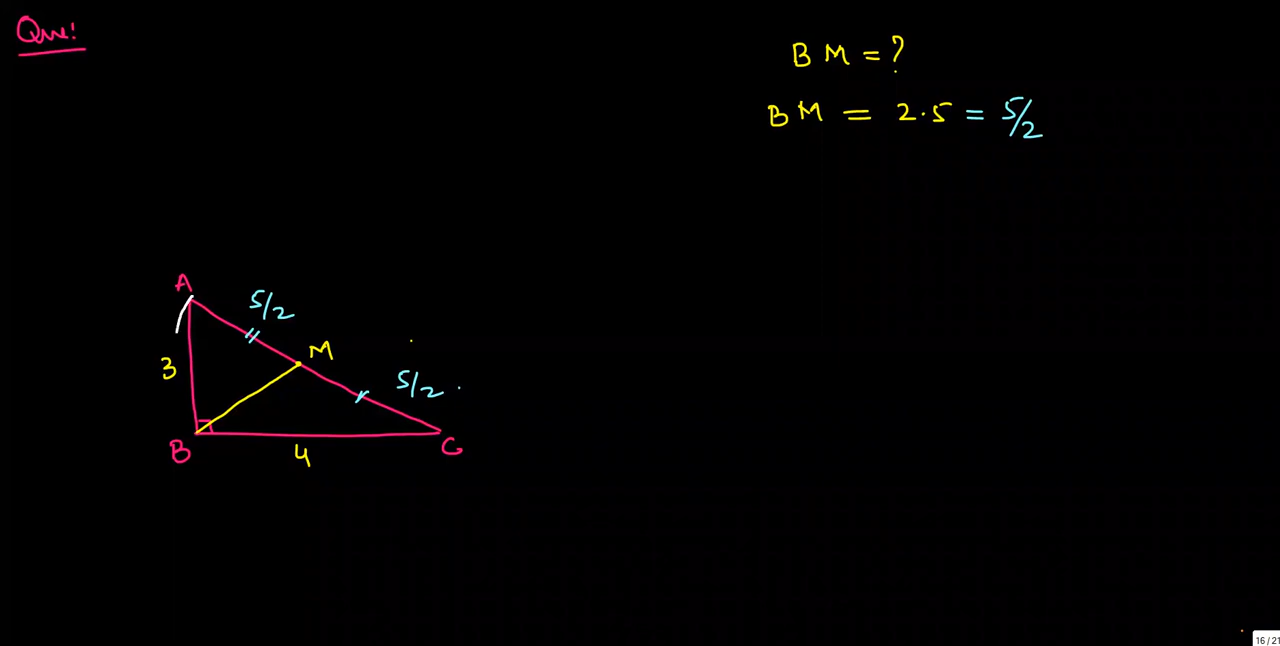 Que:
BM = ?
BM = 2.5 = 5/2
A
5/2
M
3
5/2
B
4
C
16 / 21